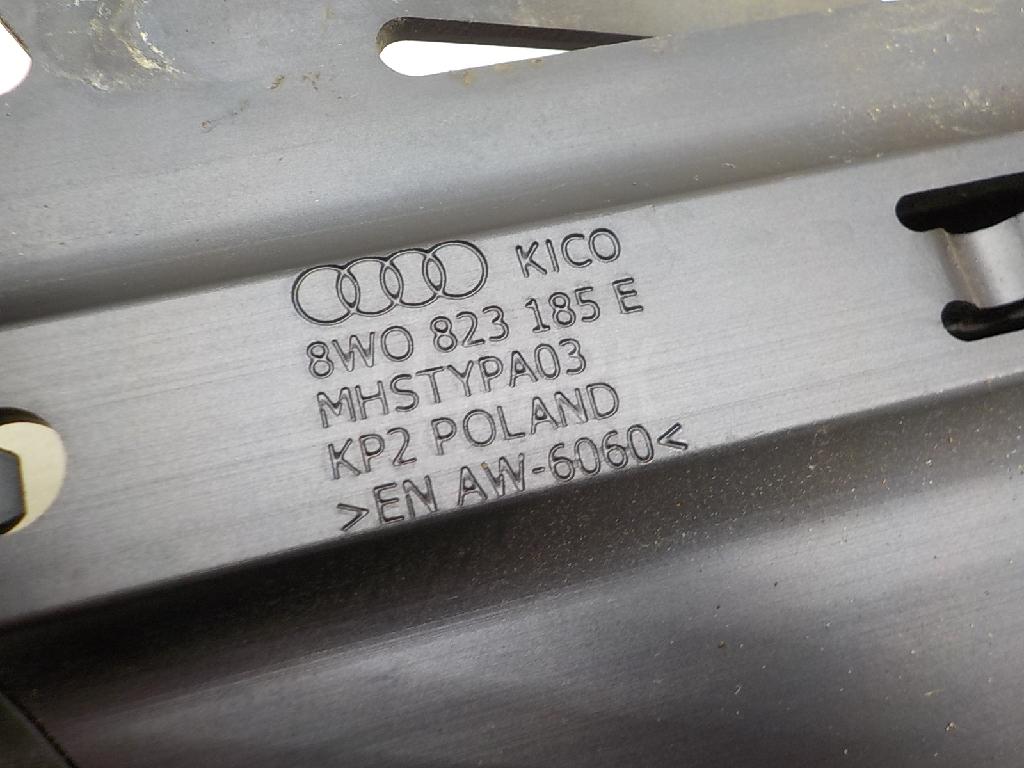 KICO
8W0 823 185 E
MHSTYPA03
KP2 POLAND
>EN AW-6060<